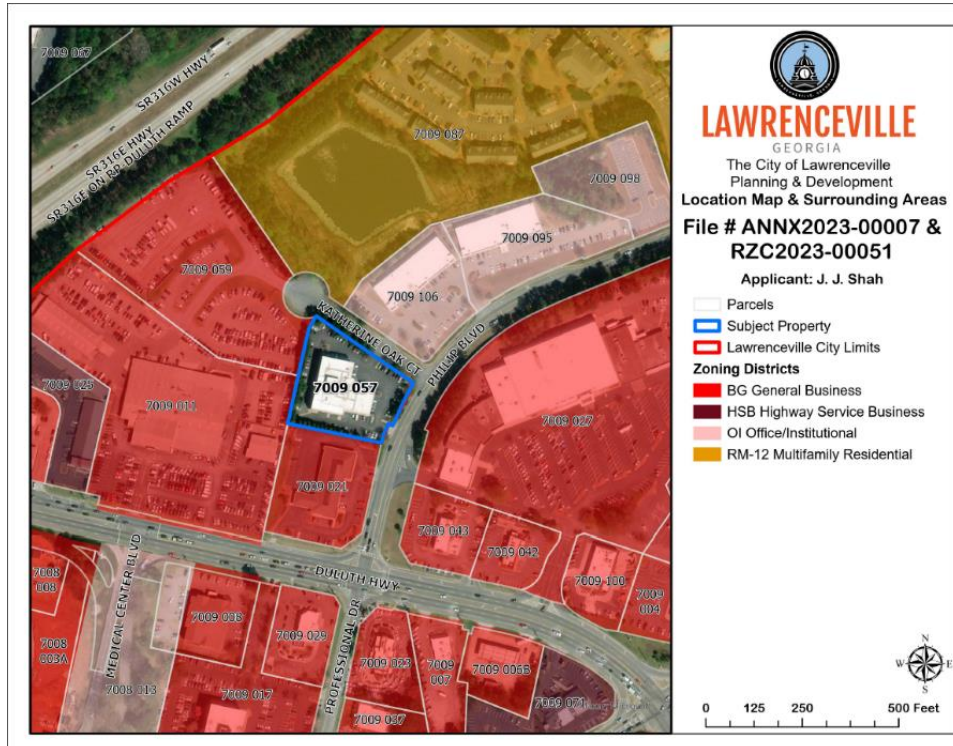 7009 067
SR316W HWY
SR316E HWY
SR316E ON RP DULUTH RAMP
7009 087
7009 098
7009 095
7009 059
7009 106
KATHERINE OAK CT
PHILIP BLVD
7009 057
7009 025
7009 011
7009 027
7009 021
7009 043
7009 042
DULUTH HWY
7009 100
7009
004
7008
008
MEDICAL CENTER BLVD
7009 018
7009 029
PROFESSIONAL DR
7009 023
7009
007
7009 006B
7008
003A
7008 013
7009 017
7009 037
7009 071
LAWRENCEVILLE
GEORGIA
The City of Lawrenceville
Planning & Development
Location Map & Surrounding Areas
File # ANNX2023-00007 &
RZC2023-00051
Applicant: J. J. Shah
Parcels
Subject Property
Lawrenceville City Limits
Zoning Districts
BG General Business
HSB Highway Service Business
OI Office/Institutional
RM-12 Multifamily Residential
N
W E
S
0 125 250 500 Feet